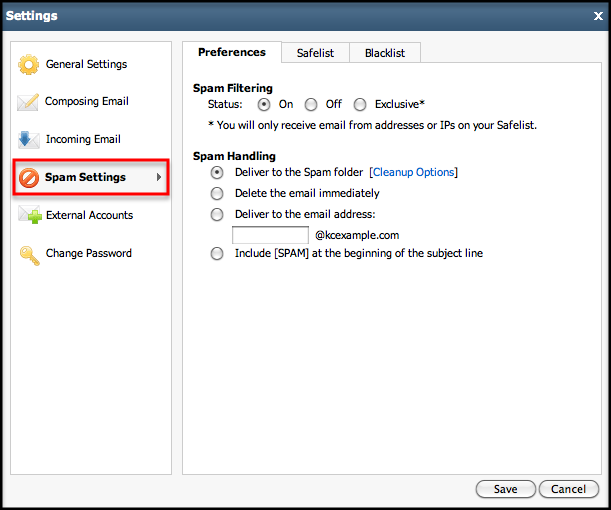 Settings
x
General Settings
Composing Email
Incoming Email
Spam Settings
External Accounts
Change Password
Preferences
Safelist
Blacklist
Spam Filtering
Status: On Off Exclusive*
* You will only receive email from addresses or IPs on your Safelist.
Spam Handling
Deliver to the Spam folder [Cleanup Options]
Delete the email immediately
Deliver to the email address:
@kcexample.com
Include [SPAM] at the beginning of the subject line
Save
Cancel